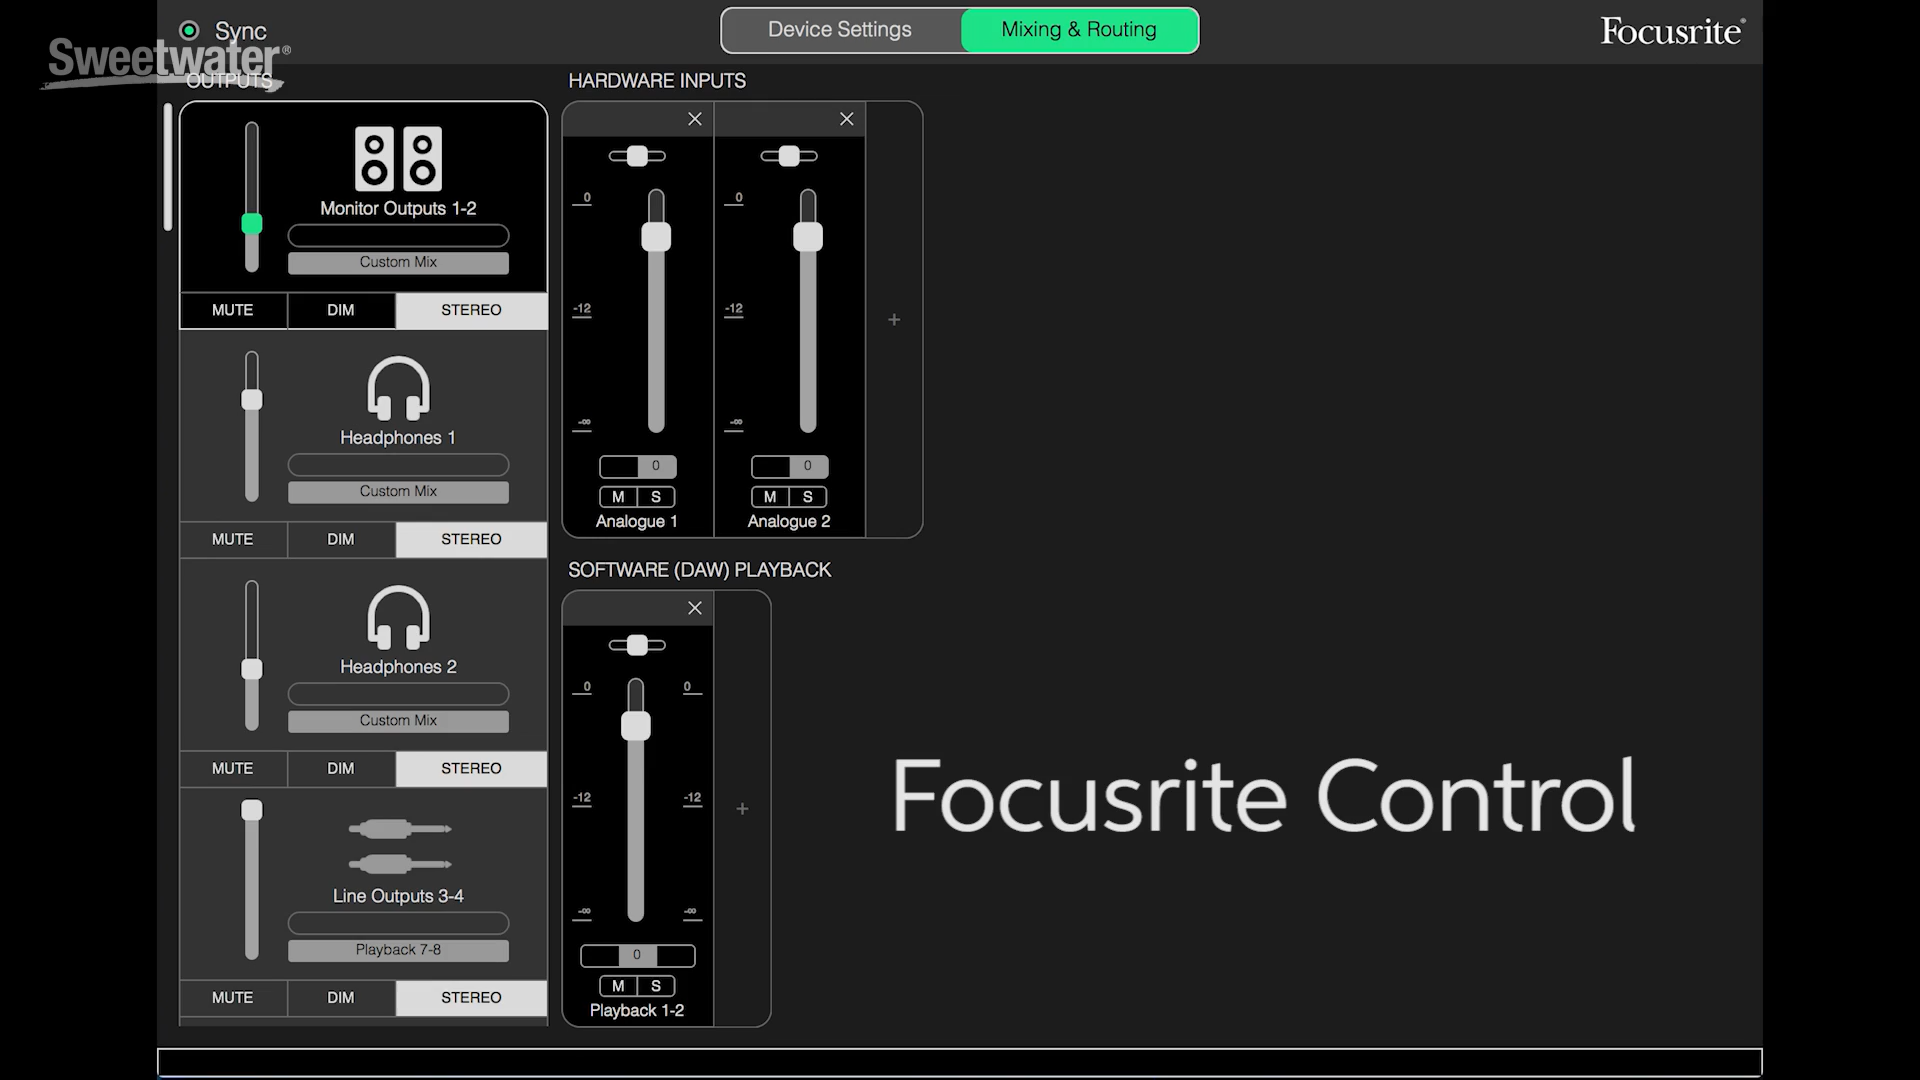 Sync
Device Settings
Mixing & Routing
Focusrite®
Sweetwater®
OUTPUTS
HARDWARE INPUTS
Monitor Outputs 1-2
Custom Mix
MUTE DIM STEREO
Headphones 1
Custom Mix
MUTE DIM STEREO
Headphones 2
Custom Mix
MUTE DIM STEREO
Line Outputs 3-4
Playback 7-8
MUTE DIM STEREO
0 0
-12 -12
-∞ -∞
+
0 0
M S M S
Analogue 1 Analogue 2
SOFTWARE (DAW) PLAYBACK
0 0
-12 -12
+
-∞ -∞
0
M S
Playback 1-2
Focusrite Control